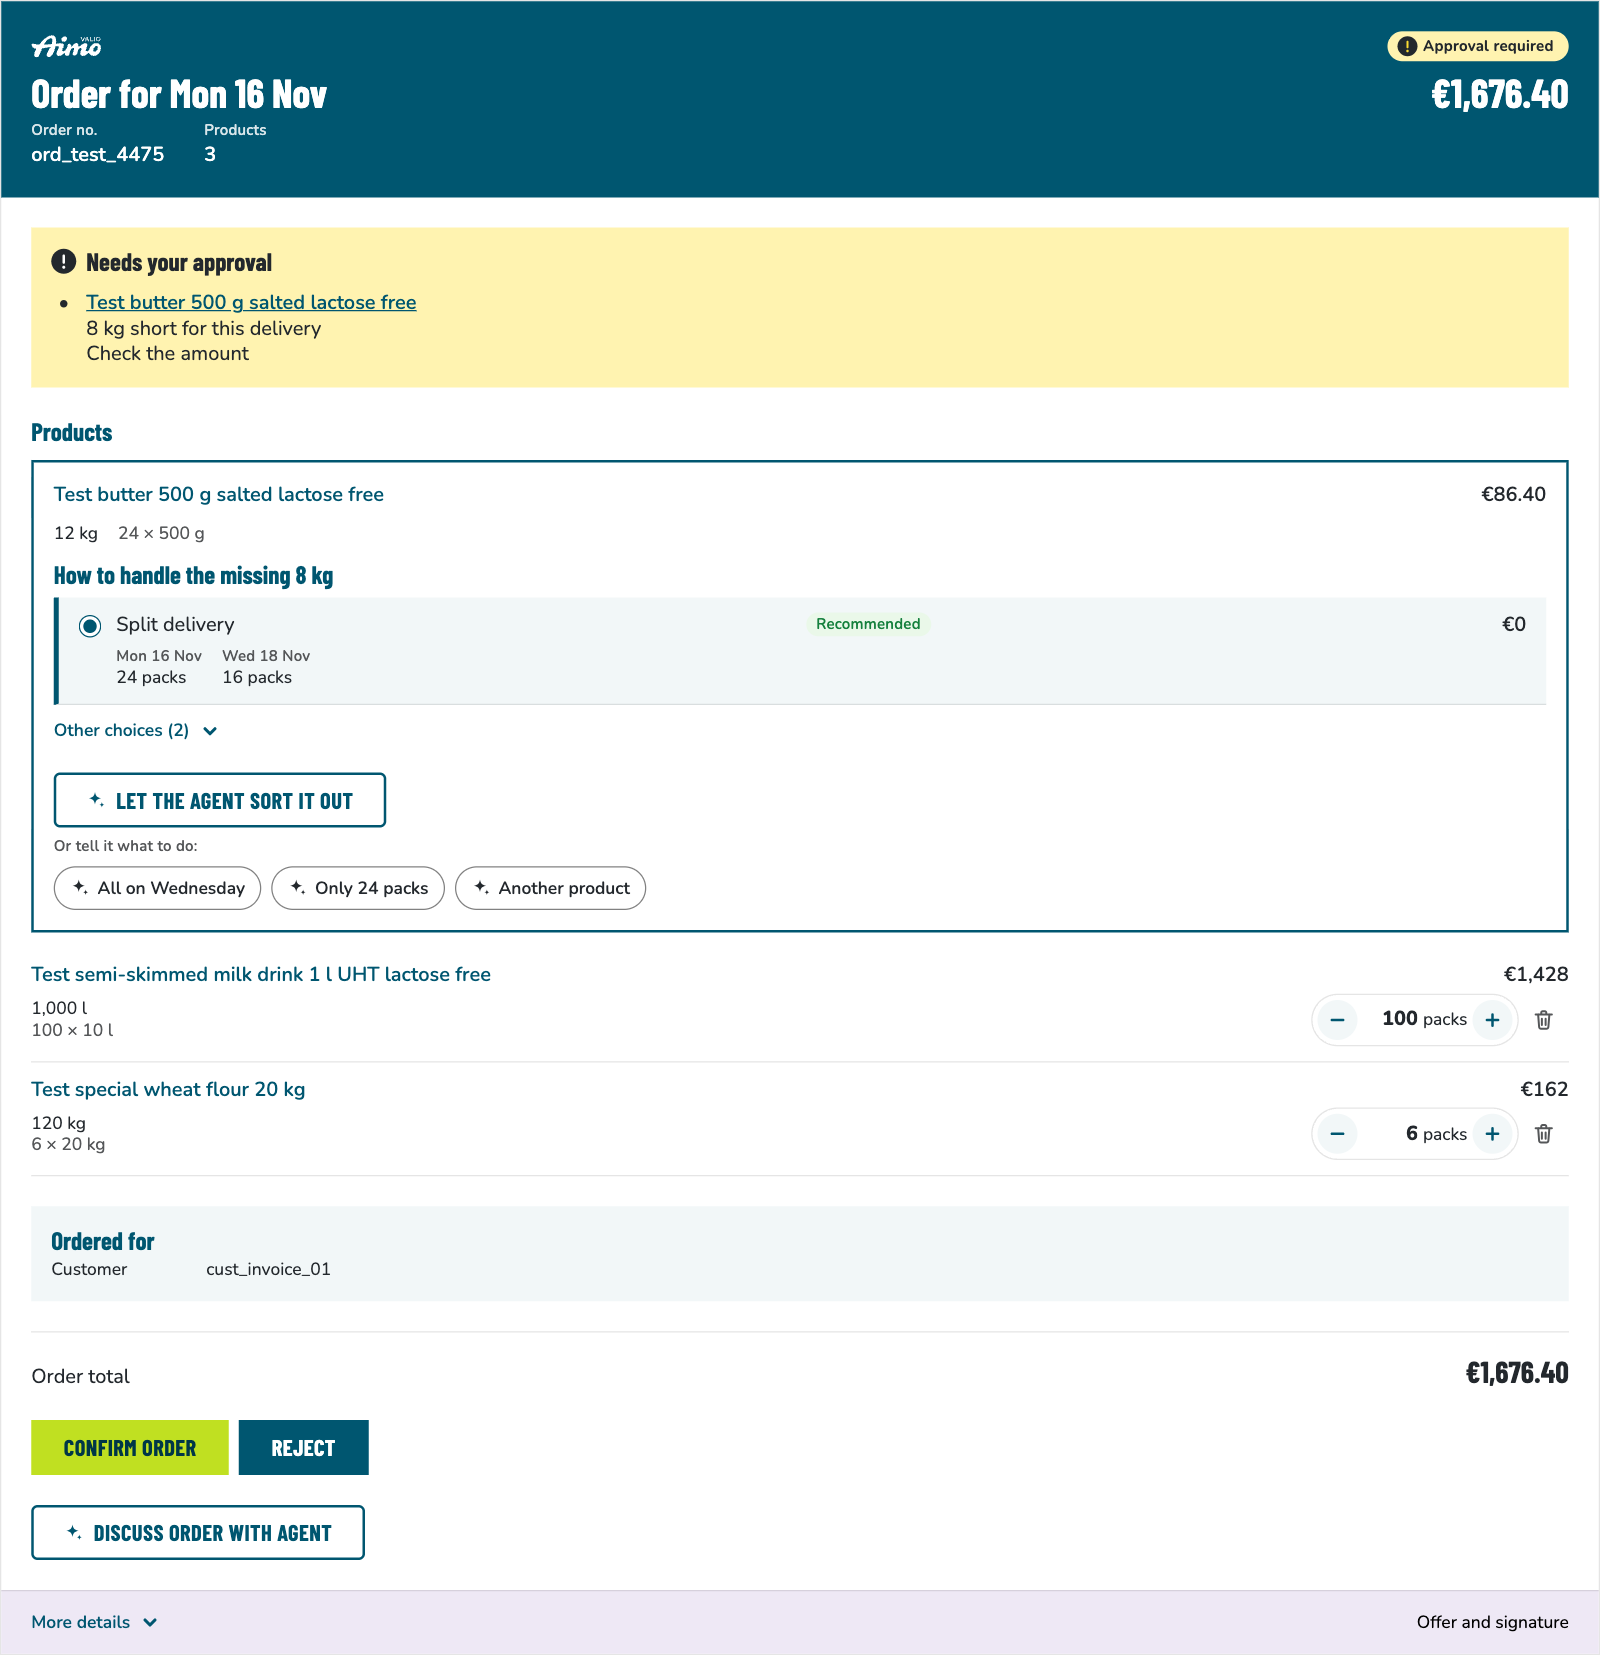 Aimo VALIO
Approval required
Order for Mon 16 Nov
€1,676.40
Order no. Products
ord_test_4475 3
Needs your approval
• Test butter 500 g salted lactose free
8 kg short for this delivery
Check the amount
Products
Test butter 500 g salted lactose free €86.40
12 kg 24 × 500 g
How to handle the missing 8 kg
Split delivery Recommended €0
Mon 16 Nov Wed 18 Nov
24 packs 16 packs
Other choices (2)
LET THE AGENT SORT IT OUT
Or tell it what to do:
All on Wednesday Only 24 packs Another product
Test semi-skimmed milk drink 1 l UHT lactose free €1,428
1,000 l
100 × 10 l
− 100 packs +
Test special wheat flour 20 kg €162
120 kg
6 × 20 kg
− 6 packs +
Ordered for
Customer cust_invoice_01
Order total €1,676.40
CONFIRM ORDER REJECT
DISCUSS ORDER WITH AGENT
More details Offer and signature